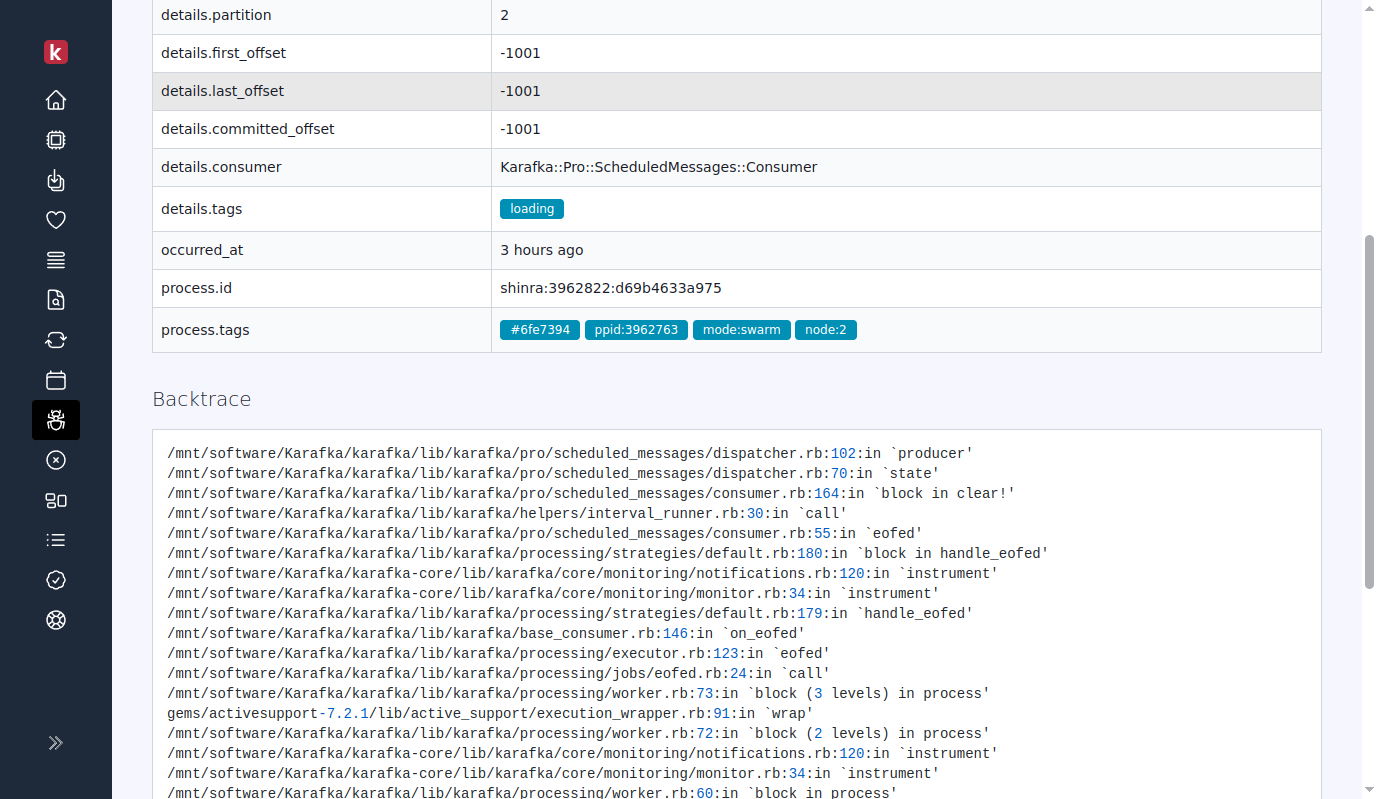 k
details.partition 2
details.first_offset -1001
details.last_offset -1001
details.committed_offset -1001
details.consumer Karafka::Pro::ScheduledMessages::Consumer
details.tags loading
occurred_at 3 hours ago
process.id shinra:3962822:d69b4633a975
process.tags #6fe7394 ppid:3962763 mode:swarm node:2
Backtrace
/mnt/software/Karafka/karafka/lib/karafka/pro/scheduled_messages/dispatcher.rb:102:in `producer'
/mnt/software/Karafka/karafka/lib/karafka/pro/scheduled_messages/dispatcher.rb:70:in `state'
/mnt/software/Karafka/karafka/lib/karafka/pro/scheduled_messages/consumer.rb:164:in `block in clear!'
/mnt/software/Karafka/karafka/lib/karafka/helpers/interval_runner.rb:30:in `call'
/mnt/software/Karafka/karafka/lib/karafka/pro/scheduled_messages/consumer.rb:55:in `eofed'
/mnt/software/Karafka/karafka/lib/karafka/processing/strategies/default.rb:180:in `block in handle_eofed'
/mnt/software/Karafka/karafka-core/lib/karafka/core/monitoring/notifications.rb:120:in `instrument'
/mnt/software/Karafka/karafka-core/lib/karafka/core/monitoring/monitor.rb:34:in `instrument'
/mnt/software/Karafka/karafka/lib/karafka/processing/strategies/default.rb:179:in `handle_eofed'
/mnt/software/Karafka/karafka/lib/karafka/base_consumer.rb:146:in `on_eofed'
/mnt/software/Karafka/karafka/lib/karafka/processing/executor.rb:123:in `eofed'
/mnt/software/Karafka/karafka/lib/karafka/processing/jobs/eofed.rb:24:in `call'
/mnt/software/Karafka/karafka/lib/karafka/processing/worker.rb:73:in `block (3 levels) in process'
gems/activesupport-7.2.1/lib/active_support/execution_wrapper.rb:91:in `wrap'
/mnt/software/Karafka/karafka/lib/karafka/processing/worker.rb:72:in `block (2 levels) in process'
/mnt/software/Karafka/karafka-core/lib/karafka/core/monitoring/notifications.rb:120:in `instrument'
/mnt/software/Karafka/karafka-core/lib/karafka/core/monitoring/monitor.rb:34:in `instrument'
/mnt/software/Karafka/karafka/lib/karafka/processing/worker.rb:60:in `block in process'